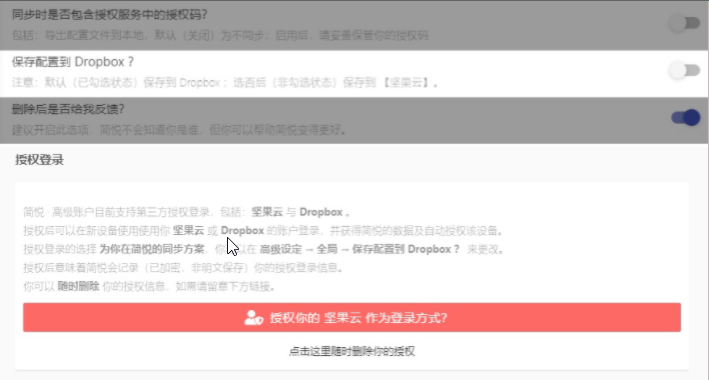 同步时是否包含授权服务中的授权码？
包括：导出配置文件到本地，默认（关闭）为不同步；启用后，请妥善保管你的授权码
保存配置到 Dropbox ?
注意：默认（已勾选状态）保存到 Dropbox ；选否后（非勾选状态）保存到 【坚果云】。
删除后是否给我反馈?
建议开启此选项，简悦不会知道你是谁，但你可以帮助简悦变得更好。
授权登录
简悦 · 高级账户目前支持第三方授权登录，包括：坚果云 与 Dropbox 。
授权后可以在新设备使用使用你 坚果云 或 Dropbox 的账户登录，并获得简悦的数据及自动授权该设备。
授权登录的选择 为你在简悦的同步方案，你 以在 高级设定 → 全局 → 保存配置到 Dropbox ？ 来更改。
授权后意味着简悦会记录（已加密，非明文保存）你的授权登录信息。
你可以 随时删除 你的授权信息，如需请留意下方链接。
授权你的 坚果云 作为登录方式?
点击这里随时删除你的授权